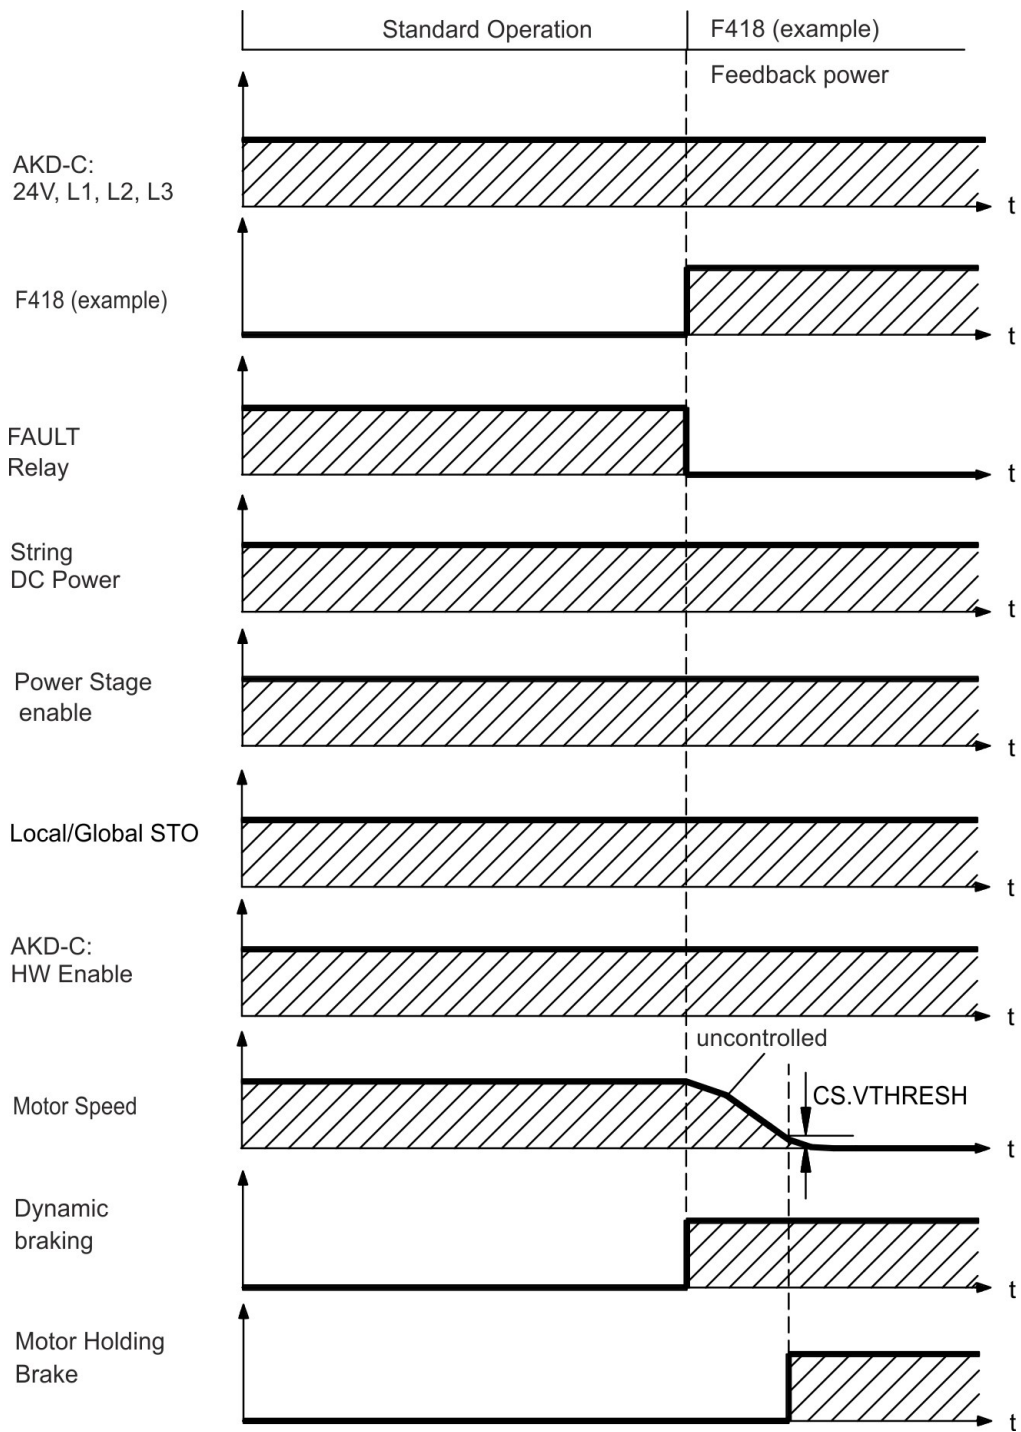 Standard Operation
F418 (example)
Feedback power
AKD-C:
24V, L1, L2, L3
t
F418 (example)
t
FAULT
Relay
t
String
DC Power
t
Power Stage
enable
t
Local/Global STO
t
AKD-C:
HW Enable
t
uncontrolled
CS.VTHRESH
Motor Speed
t
Dynamic
braking
t
Motor Holding
Brake
t